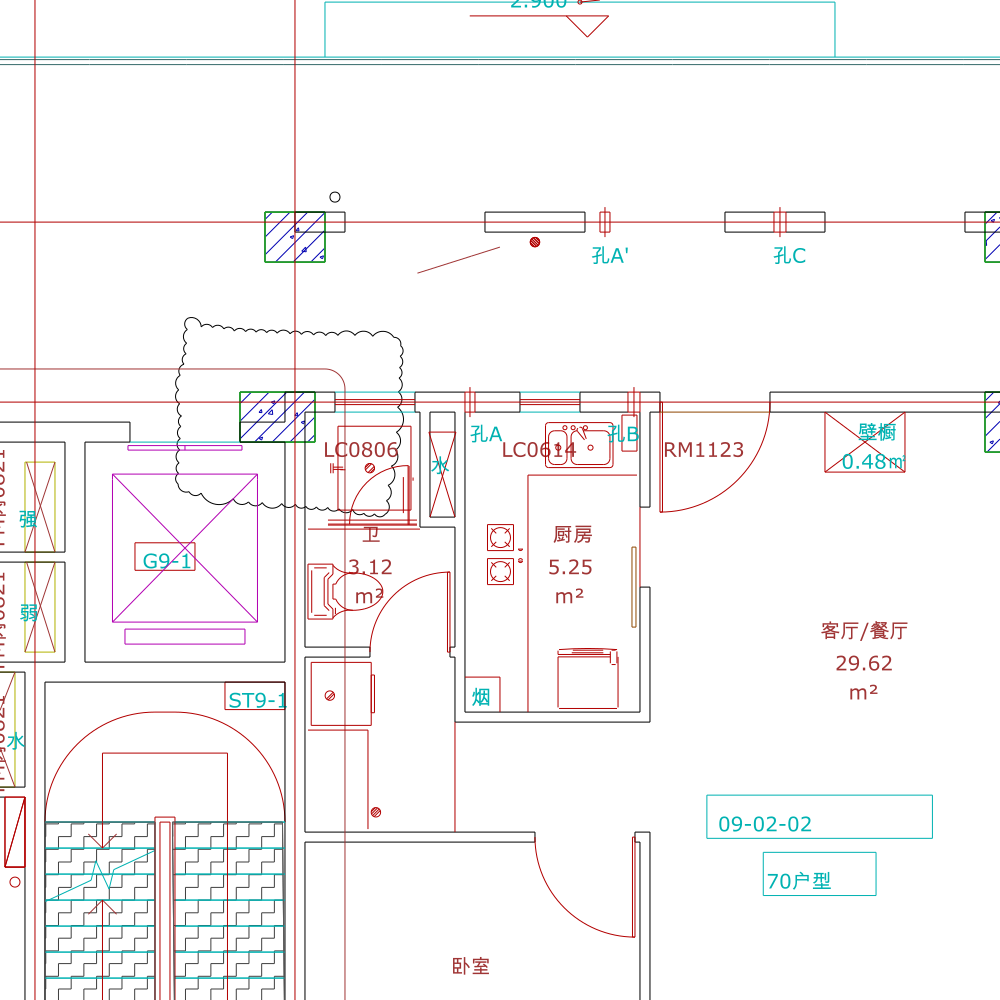 2.900
孔A'
孔C
孔A
孔B
LC0806
LC0614
RM1123
壁橱
0.48㎡
水
强
卫
3.12
m²
厨房
5.25
m²
G9-1
弱
客厅/餐厅
29.62
m²
ST9-1
烟
水
09-02-02
70户型
卧室